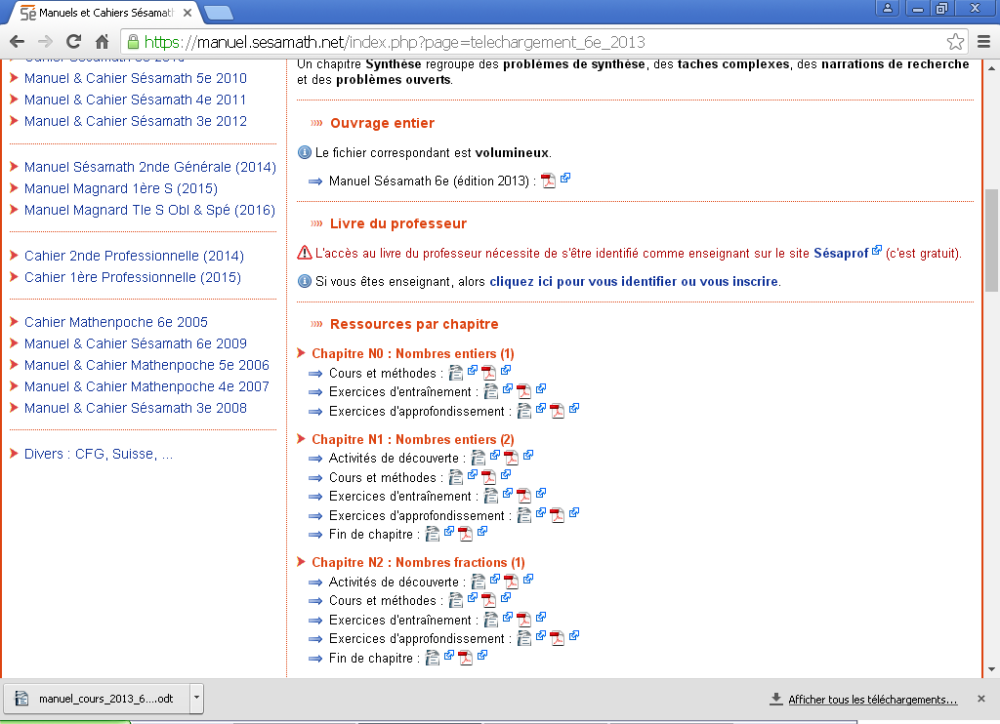 Manuels et Cahiers Sésamath
https://manuel.sesamath.net/index.php?page=telechargement_6e_2013
Manuel & Cahier Sésamath 5e 2010
Manuel & Cahier Sésamath 4e 2011
Manuel & Cahier Sésamath 3e 2012
Manuel Sésamath 2nde Générale (2014)
Manuel Magnard 1ère S (2015)
Manuel Magnard Tle S Obl & Spé (2016)
Cahier 2nde Professionnelle (2014)
Cahier 1ère Professionnelle (2015)
Cahier Mathenpoche 6e 2005
Manuel & Cahier Sésamath 6e 2009
Manuel & Cahier Mathenpoche 5e 2006
Manuel & Cahier Mathenpoche 4e 2007
Manuel & Cahier Sésamath 3e 2008
Divers : CFG, Suisse, ...
Un chapitre Synthèse regroupe des problèmes de synthèse, des taches complexes, des narrations de recherche
et des problèmes ouverts.
Ouvrage entier
Le fichier correspondant est volumineux.
Manuel Sésamath 6e (édition 2013) :
Livre du professeur
L'accès au livre du professeur nécessite de s'être identifié comme enseignant sur le site Sésaprof (c'est gratuit).
Si vous êtes enseignant, alors cliquez ici pour vous identifier ou vous inscrire.
Ressources par chapitre
Chapitre N0 : Nombres entiers (1)
Cours et méthodes :
Exercices d'entraînement :
Exercices d'approfondissement :
Chapitre N1 : Nombres entiers (2)
Activités de découverte :
Cours et méthodes :
Exercices d'entraînement :
Exercices d'approfondissement :
Fin de chapitre :
Chapitre N2 : Nombres fractions (1)
Activités de découverte :
Cours et méthodes :
Exercices d'entraînement :
Exercices d'approfondissement :
Fin de chapitre :
manuel_cours_2013_6....odt
Afficher tous les téléchargements...